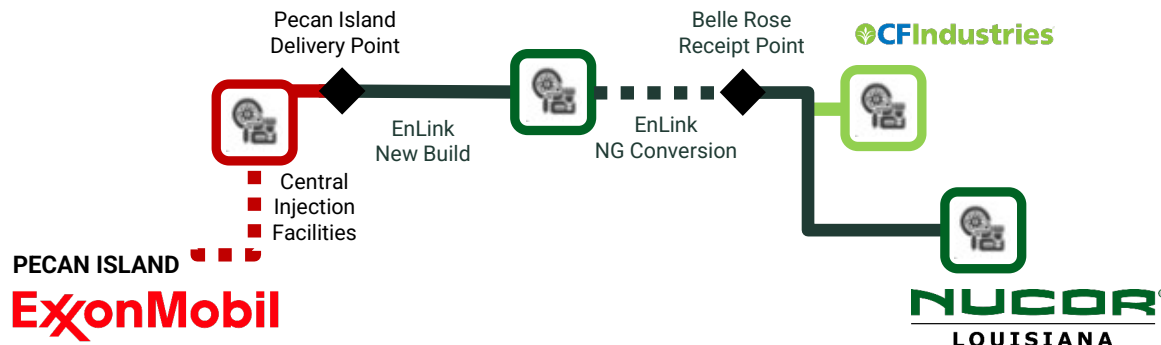 Pecan Island
Delivery Point
Belle Rose
Receipt Point
CFIndustries
EnLink
New Build
EnLink
NG Conversion
Central
Injection
Facilities
PECAN ISLAND
ExxonMobil
NUCOR
LOUISIANA